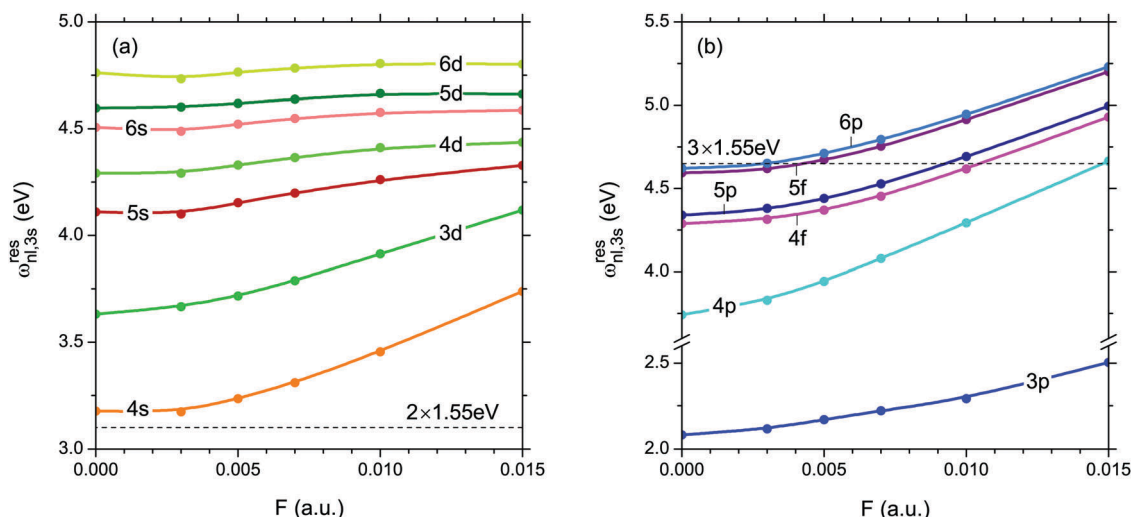 (a)
5.0
4.5
4.0
3.5
3.0
ω^res_nl,3s (eV)
6d
5d
6s
4d
5s
3d
4s
2×1.55eV
0.000
0.005
0.010
0.015
F (a.u.)
(b)
5.5
5.0
4.5
4.0
2.5
2.0
ω^res_nl,3s (eV)
6p
3×1.55eV
5f
5p
4f
4p
3p
0.000
0.005
0.010
0.015
F (a.u.)